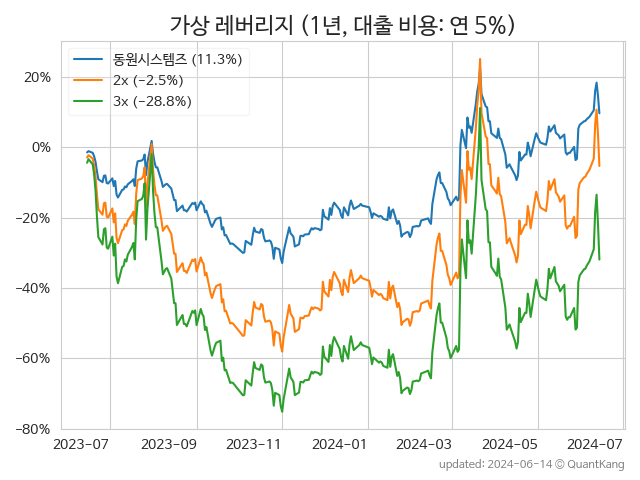 가상 레버리지 (1년, 대출 비용: 연 5%)
동원시스템즈 (11.3%)
2x (−2.5%)
3x (−28.8%)
20%
0%
−20%
−40%
−60%
−80%
2023-07 2023-09 2023-11 2024-01 2024-03 2024-05 2024-07
updated: 2024-06-14 © QuantKang